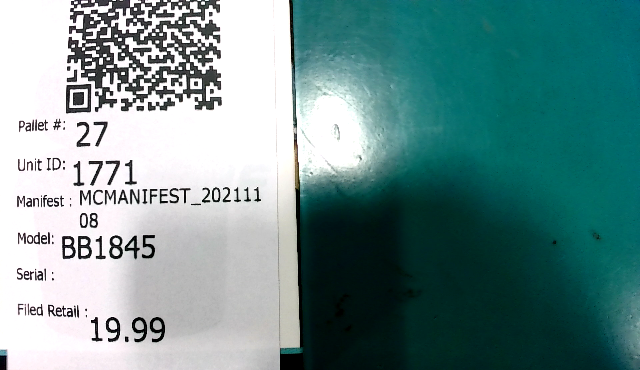 Pallet #: 27
Unit ID: 1771
Manifest : MCMANIFEST_202111
08
Model: BB1845
Serial :
Filed Retail :
19.99